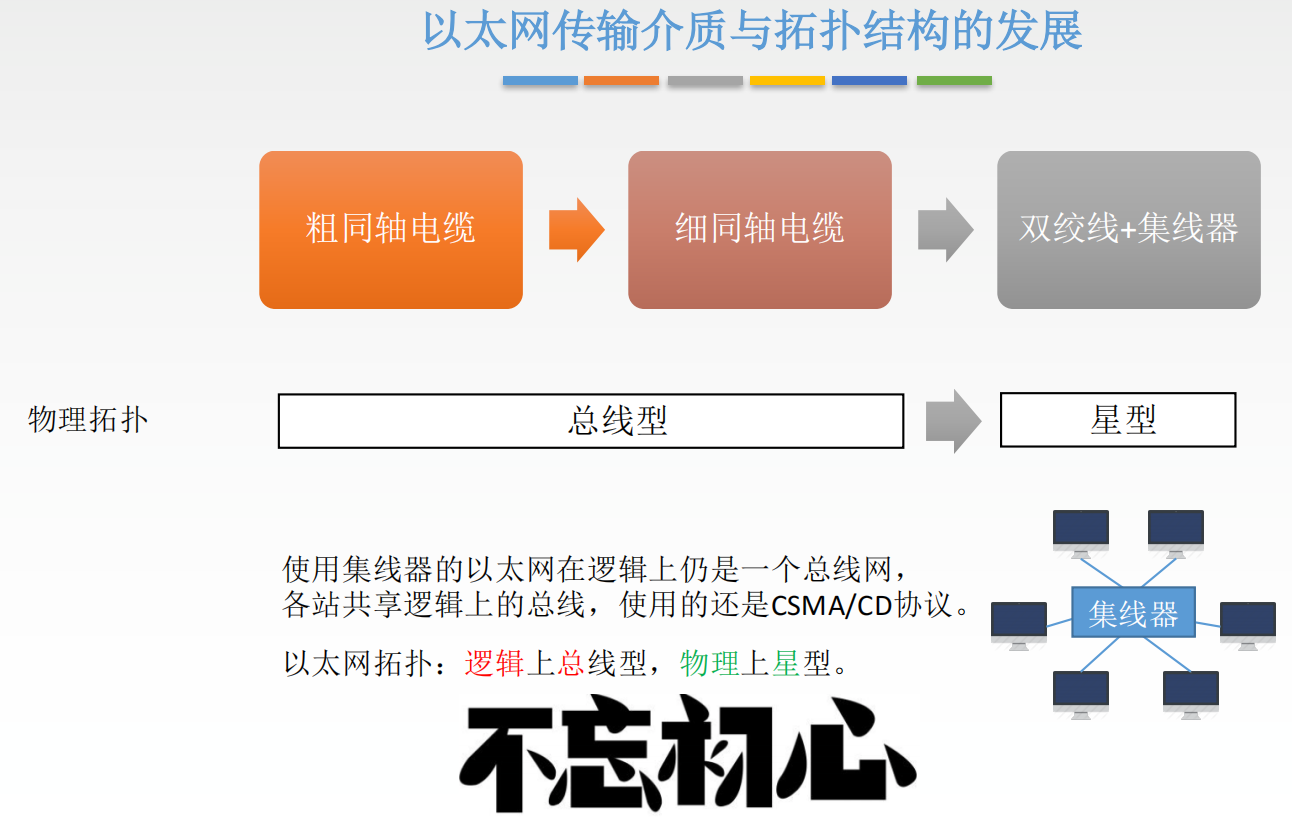 以太网传输介质与拓扑结构的发展
粗同轴电缆
细同轴电缆
双绞线+集线器
物理拓扑
总线型
星型
使用集线器的以太网在逻辑上仍是一个总线网，
各站共享逻辑上的总线，使用的还是CSMA/CD协议。
集线器
以太网拓扑：逻辑上总线型，物理上星型。
不忘初心